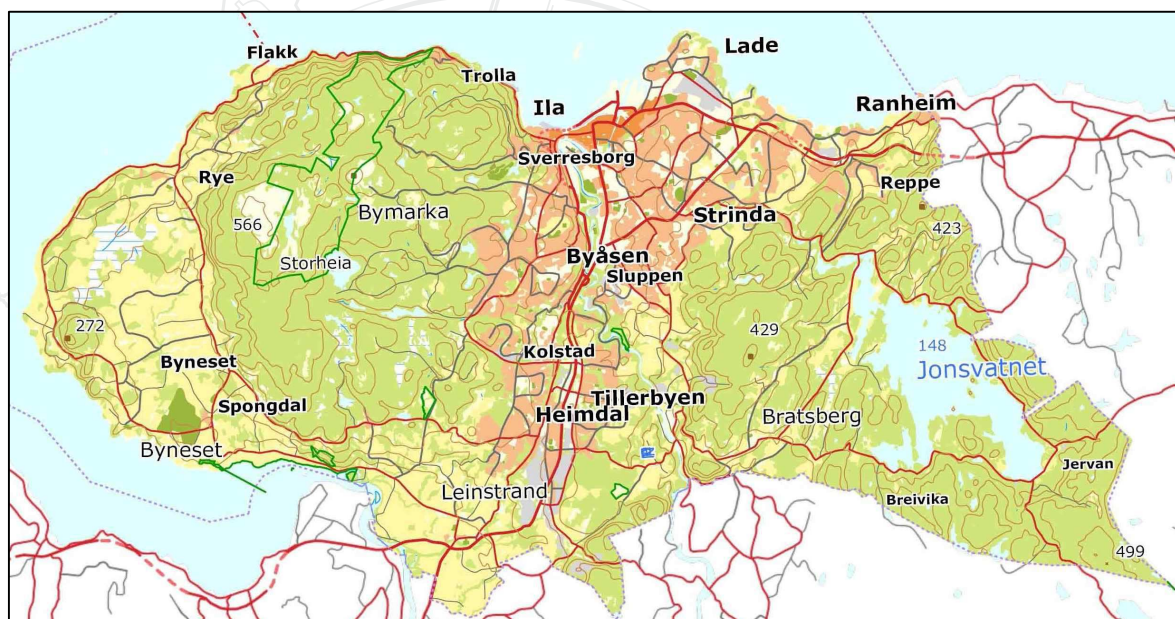 Lade
Flakk
Trolla
Ila
Ranheim
Sverresborg
Rye
Reppe
566
Bymarka
Strinda
423
Storheia
Byåsen
Sluppen
272
429
148
Kolstad
Byneset
Jonsvatnet
Tillerbyen
Spongdal
Heimdal
Bratsberg
Byneset
Jervan
Leinstrand
Breivika
499